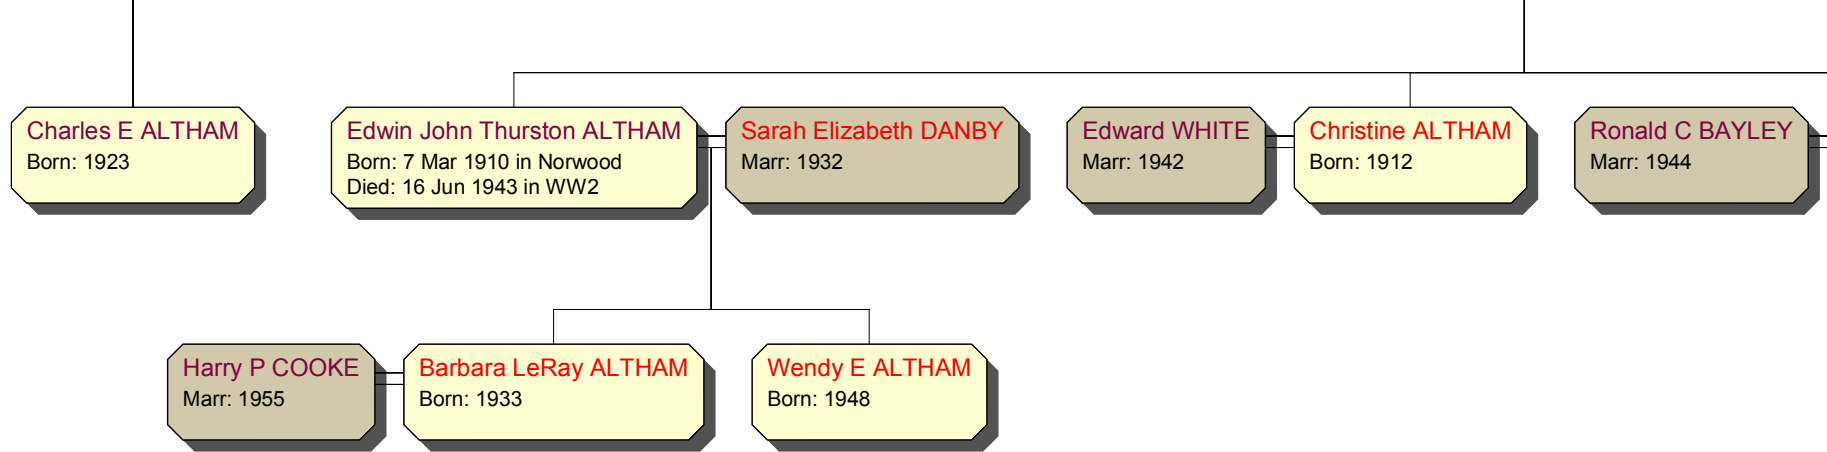 Charles E ALTHAM
Born: 1923
Edwin John Thurston ALTHAM
Born: 7 Mar 1910 in Norwood
Died: 16 Jun 1943 in WW2
Sarah Elizabeth DANBY
Marr: 1932
Edward WHITE
Marr: 1942
Christine ALTHAM
Born: 1912
Ronald C BAYLEY
Marr: 1944
Harry P COOKE
Marr: 1955
Barbara LeRay ALTHAM
Born: 1933
Wendy E ALTHAM
Born: 1948